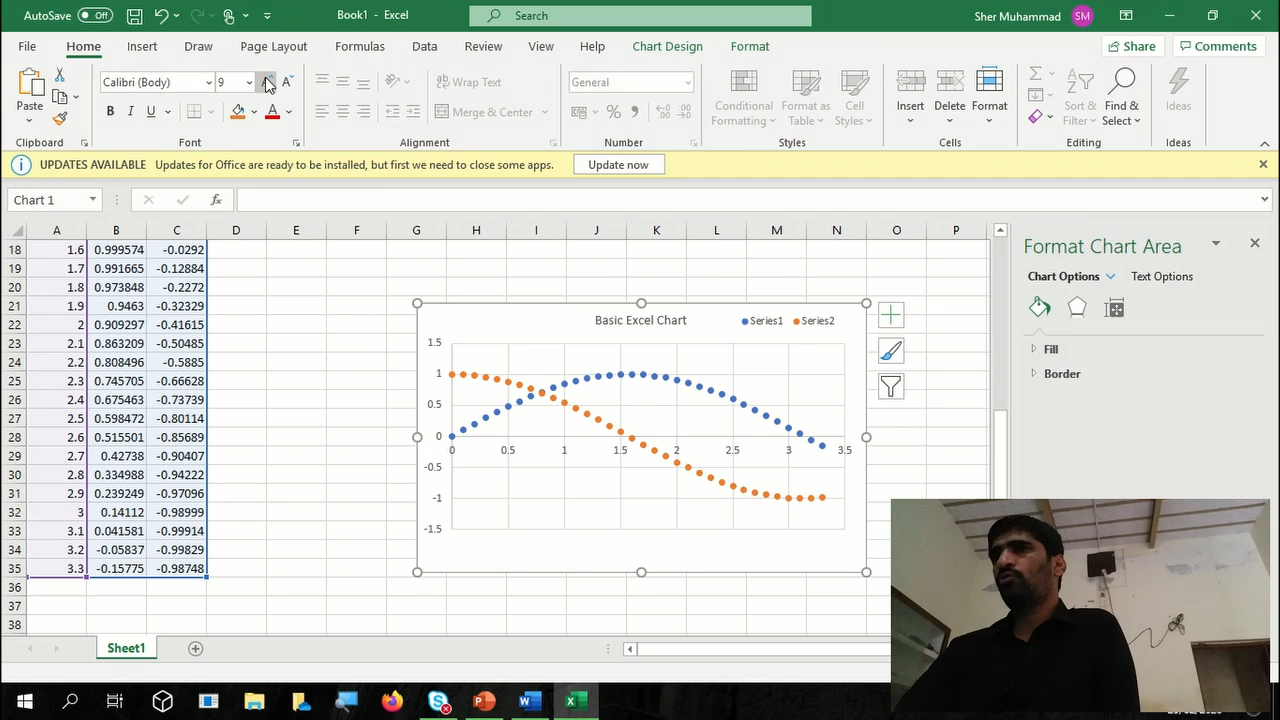 AutoSave Off Book1 - Excel Search Sher Muhammad SM
File Home Insert Draw Page Layout Formulas Data Review View Help Chart Design Format Share Comments
Paste Calibri (Body) 9 A A Wrap Text General Conditional Formatting Format as Table Cell Styles Insert Delete Format Sort & Filter Find & Select Ideas
B I U A Merge & Center % ,
Clipboard Font Alignment Number Styles Cells Editing Ideas
UPDATES AVAILABLE Updates for Office are ready to be installed, but first we need to close some apps. Update now
Chart 1 fx
A B C D E F G H I J K L M N O P
18 1.6 0.999574 -0.0292
19 1.7 0.991665 -0.12884
20 1.8 0.973848 -0.2272
21 1.9 0.9463 -0.32329
22 2 0.909297 -0.41615
23 2.1 0.863209 -0.50485
24 2.2 0.808496 -0.5885
25 2.3 0.745705 -0.66628
26 2.4 0.675463 -0.73739
27 2.5 0.598472 -0.80114
28 2.6 0.515501 -0.85689
29 2.7 0.42738 -0.90407
30 2.8 0.334988 -0.94222
31 2.9 0.239249 -0.97096
32 3 0.14112 -0.98999
33 3.1 0.041581 -0.99914
34 3.2 -0.05837 -0.99829
35 3.3 -0.15775 -0.98748
36
37
38
Basic Excel Chart Series1 Series2
1.5
1
0.5
0
0 0.5 1 1.5 2 2.5 3 3.5
-0.5
-1
-1.5
Format Chart Area
Chart Options Text Options
Fill
Border
Sheet1